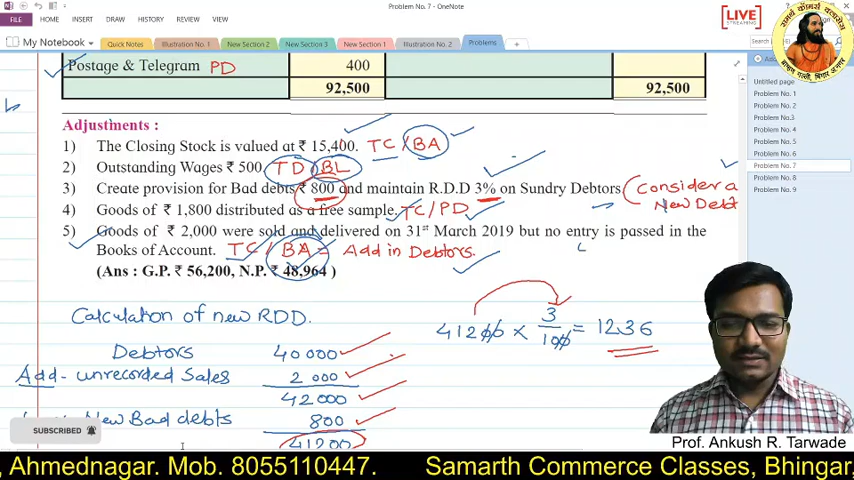 Problem No. 7 - OneNote
FILE HOME INSERT DRAW HISTORY REVIEW VIEW
My Notebook Quick Notes Illustration No. 1 New Section 2 New Section 3 New Section 1 Illustration No. 2 Problems +
LIVE
STREAMING
Untitled page
Problem No. 1
Problem No. 2
Problem No. 3
Problem No. 4
Problem No. 5
Problem No. 6
Problem No. 7
Problem No. 8
Problem No. 9
Postage & Telegram PD 400
92,500 92,500
Adjustments :
1) The Closing Stock is valued at ₹ 15,400. TC / BA
2) Outstanding Wages ₹ 500. TD / BL
3) Create provision for Bad debts ₹ 800 and maintain R.D.D 3% on Sundry Debtors. (Consider a
New Debt
4) Goods of ₹ 1,800 distributed as a free sample. TC / PD
5) Goods of ₹ 2,000 were sold and delivered on 31st March 2019 but no entry is passed in the
Books of Account. TC / BA = Add in Debtors.
(Ans : G.P. ₹ 56,200, N.P. ₹ 48,964 )
Calculation of new RDD.
41200 × 3/100 = 1236
Debtors 40000
Add - unrecorded Sales 2000
42000
New Bad debts 800
41200
SUBSCRIBED
Prof. Ankush R. Tarwade
, Ahmednagar. Mob. 8055110447. Samarth Commerce Classes, Bhingar,